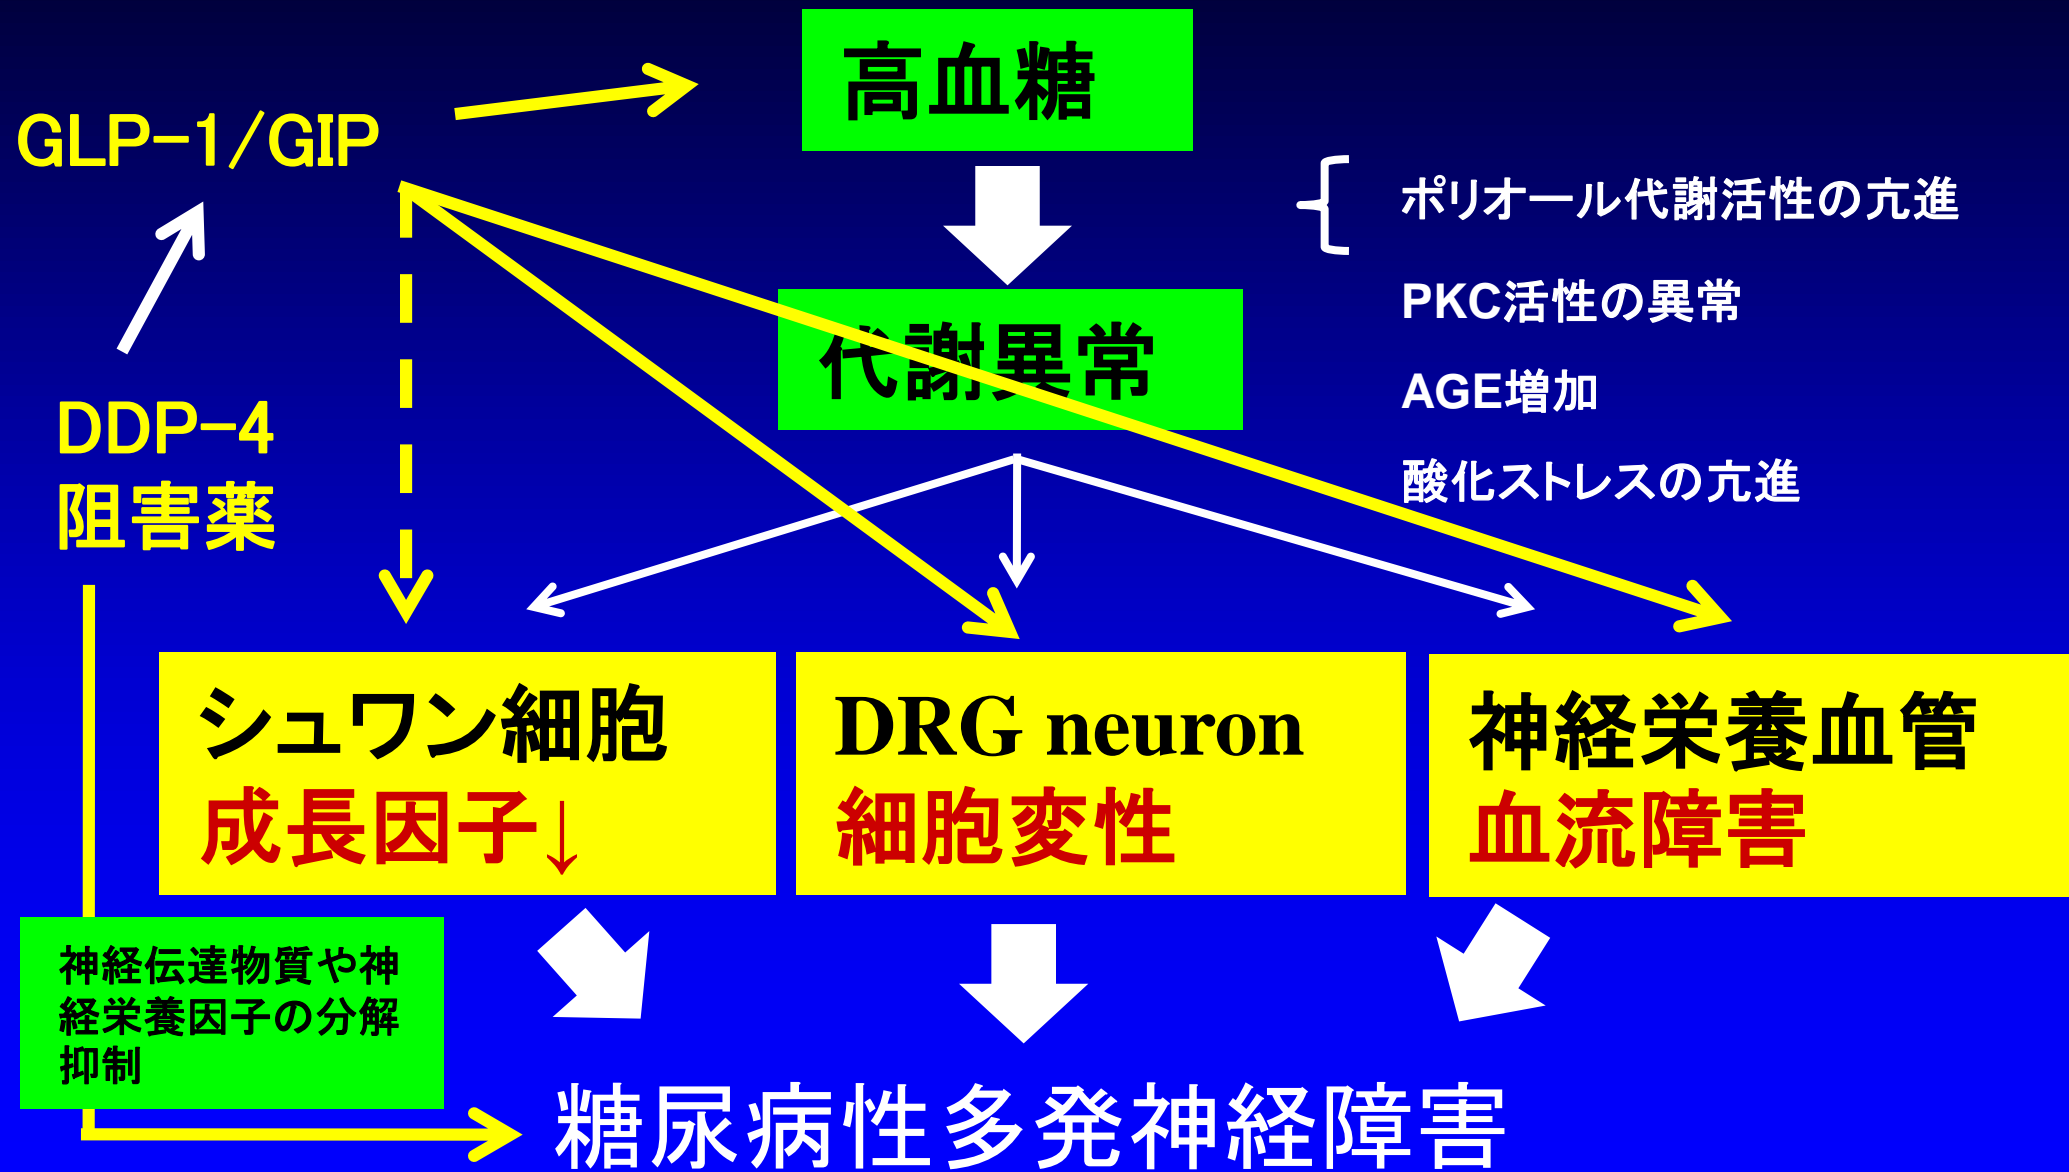 高血糖
GLP-1/GIP
ポリオール代謝活性の亢進
PKC活性の異常
代謝異常
AGE増加
DDP-4
阻害薬
酸化ストレスの亢進
シュワン細胞
成長因子↓
DRG neuron
細胞変性
神経栄養血管
血流障害
神経伝達物質や神
経栄養因子の分解
抑制
糖尿病性多発神経障害